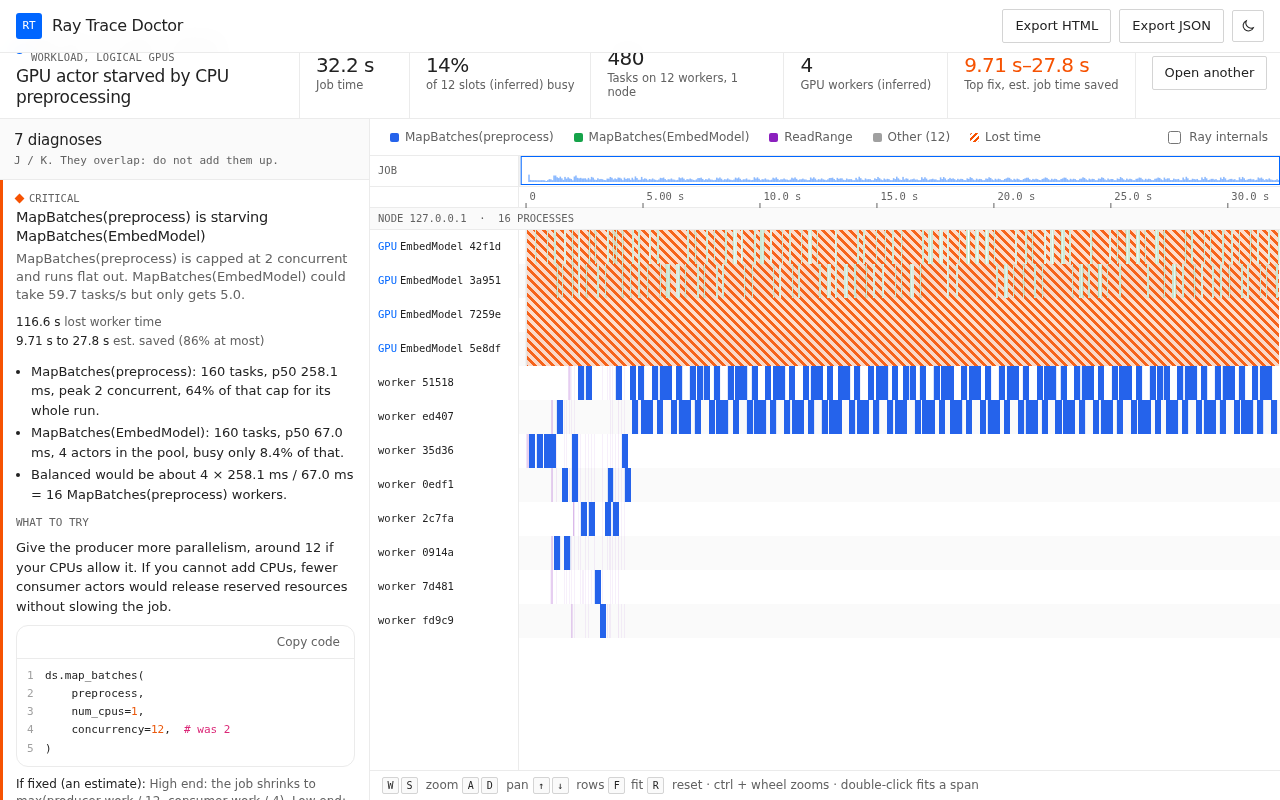 RT Ray Trace Doctor Export HTML Export JSON
WORKLOAD, LOGICAL GPUS
GPU actor starved by CPU
preprocessing
32.2 s
Job time
14%
of 12 slots (inferred) busy
480
Tasks on 12 workers, 1
node
4
GPU workers (inferred)
9.71 s–27.8 s
Top fix, est. job time saved
Open another
7 diagnoses
J / K. They overlap: do not add them up.
CRITICAL
MapBatches(preprocess) is starving
MapBatches(EmbedModel)
MapBatches(preprocess) is capped at 2 concurrent
and runs flat out. MapBatches(EmbedModel) could
take 59.7 tasks/s but only gets 5.0.
116.6 s lost worker time
9.71 s to 27.8 s est. saved (86% at most)
• MapBatches(preprocess): 160 tasks, p50 258.1
ms, peak 2 concurrent, 64% of that cap for its
whole run.
• MapBatches(EmbedModel): 160 tasks, p50 67.0
ms, 4 actors in the pool, busy only 8.4% of that.
• Balanced would be about 4 × 258.1 ms / 67.0 ms
= 16 MapBatches(preprocess) workers.
WHAT TO TRY
Give the producer more parallelism, around 12 if
your CPUs allow it. If you cannot add CPUs, fewer
consumer actors would release reserved resources
without slowing the job.
Copy code
1 ds.map_batches(
2     preprocess,
3     num_cpus=1,
4     concurrency=12,  # was 2
5 )
If fixed (an estimate): High end: the job shrinks to
max(producer work / 12, consumer work / 4). Low end:
MapBatches(preprocess) MapBatches(EmbedModel) ReadRange Other (12) Lost time Ray internals
JOB
0 5.00 s 10.0 s 15.0 s 20.0 s 25.0 s 30.0 s
NODE 127.0.0.1 · 16 PROCESSES
GPU EmbedModel 42f1d
GPU EmbedModel 3a951
GPU EmbedModel 7259e
GPU EmbedModel 5e8df
worker 51518
worker ed407
worker 35d36
worker 0edf1
worker 2c7fa
worker 0914a
worker 7d481
worker fd9c9
W S zoom A D pan ↑ ↓ rows F fit R reset · ctrl + wheel zooms · double-click fits a span